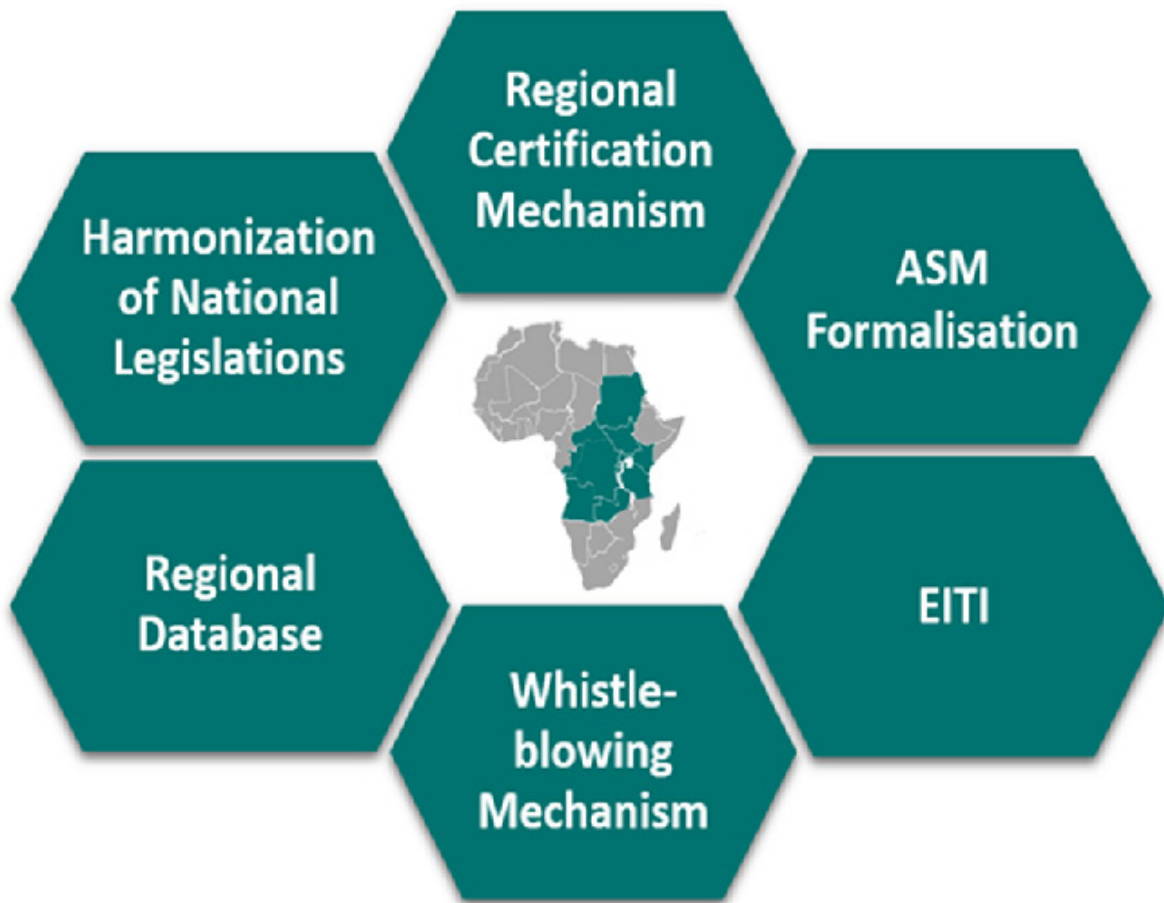 Regional
Certification
Mechanism
Harmonization
of National
Legislations
ASM
Formalisation
Regional
Database
EITI
Whistle-
blowing
Mechanism